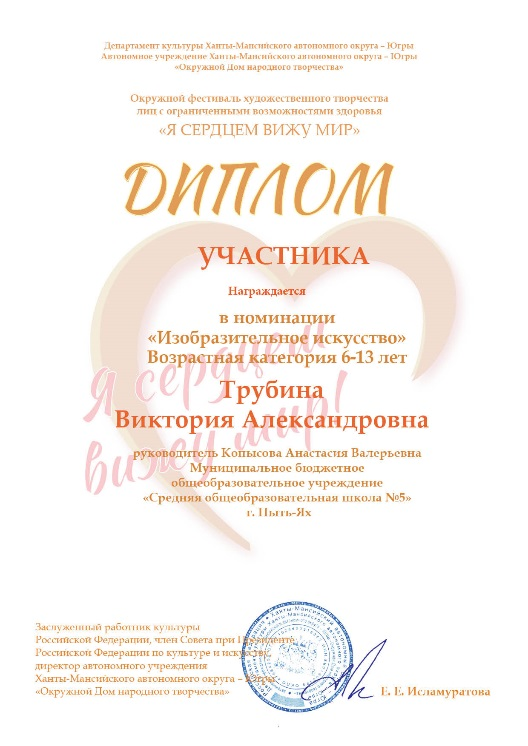 Департамент культуры Ханты-Мансийского автономного округа – Югры
Автономное учреждение Ханты-Мансийского автономного округа – Югры
«Окружной Дом народного творчества»
Окружной фестиваль художественного творчества
лиц с ограниченными возможностями здоровья
«Я СЕРДЦЕМ ВИЖУ МИР»
ДИПЛОМ
УЧАСТНИКА
Награждается
в номинации
«Изобразительное искусство»
Возрастная категория 6-13 лет
Я сердцем
вижу мир!
Трубина
Виктория Александровна
руководитель Копысова Анастасия Валерьевна
Муниципальное бюджетное
общеобразовательное учреждение
«Средняя общеобразовательная школа №5»
г. Пыть-Ях
Заслуженный работник культуры
Российской Федерации, член Совета при Президенте
Российской Федерации по культуре и искусству,
директор автономного учреждения
Ханты-Мансийского автономного округа – Югры
«Окружной Дом народного творчества»
Е. Е. Исламуратова